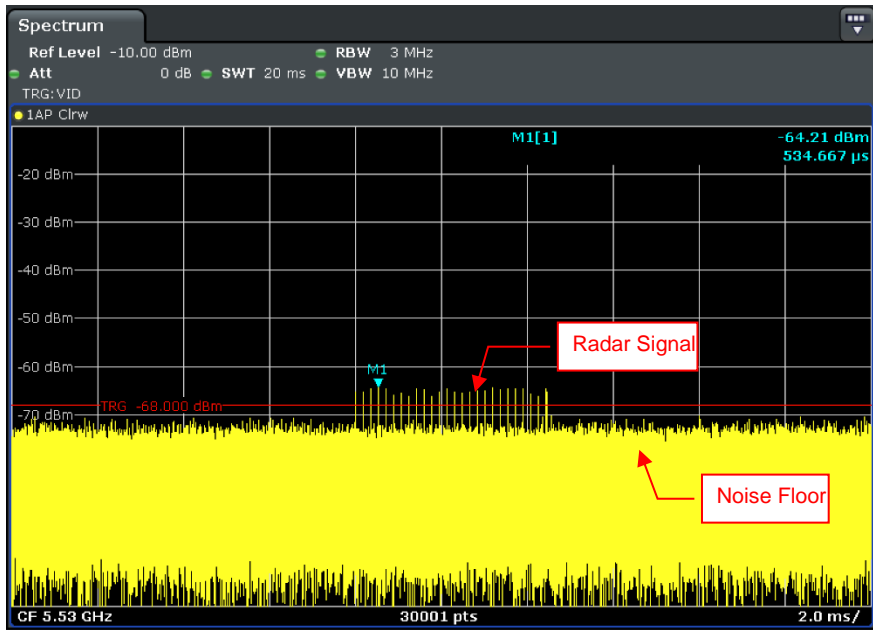 Spectrum
Ref Level -10.00 dBm RBW 3 MHz
Att 0 dB SWT 20 ms VBW 10 MHz
TRG:VID
1AP Clrw
M1[1] -64.21 dBm
534.667 µs
-20 dBm
-30 dBm
-40 dBm
-50 dBm
Radar Signal
-60 dBm
M1
TRG -68.000 dBm
-70 dBm
Noise Floor
CF 5.53 GHz 30001 pts 2.0 ms/